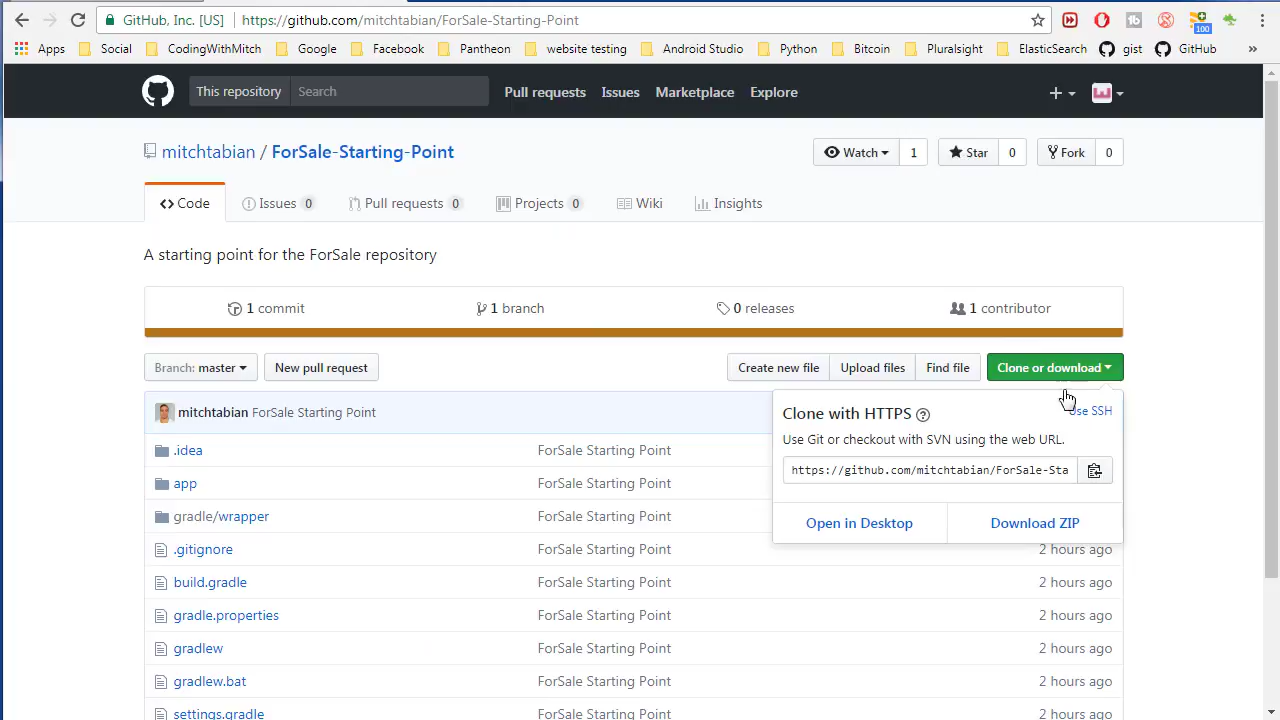 GitHub, Inc. [US] https://github.com/mitchtabian/ForSale-Starting-Point
100
Apps Social CodingWithMitch Google Facebook Pantheon website testing Android Studio Python Bitcoin Pluralsight ElasticSearch gist GitHub »
This repository Search Pull requests Issues Marketplace Explore
mitchtabian / ForSale-Starting-Point
Watch 1 Star 0 Fork 0
Code Issues 0 Pull requests 0 Projects 0 Wiki Insights
A starting point for the ForSale repository
1 commit 1 branch 0 releases 1 contributor
Branch: master New pull request Create new file Upload files Find file Clone or download
mitchtabian ForSale Starting Point
Clone with HTTPS ? Use SSH
Use Git or checkout with SVN using the web URL.
https://github.com/mitchtabian/ForSale-Sta
Open in Desktop Download ZIP
.idea ForSale Starting Point
app ForSale Starting Point
gradle/wrapper ForSale Starting Point
.gitignore ForSale Starting Point 2 hours ago
build.gradle ForSale Starting Point 2 hours ago
gradle.properties ForSale Starting Point 2 hours ago
gradlew ForSale Starting Point 2 hours ago
gradlew.bat ForSale Starting Point 2 hours ago
settings.gradle ForSale Starting Point 2 hours ago